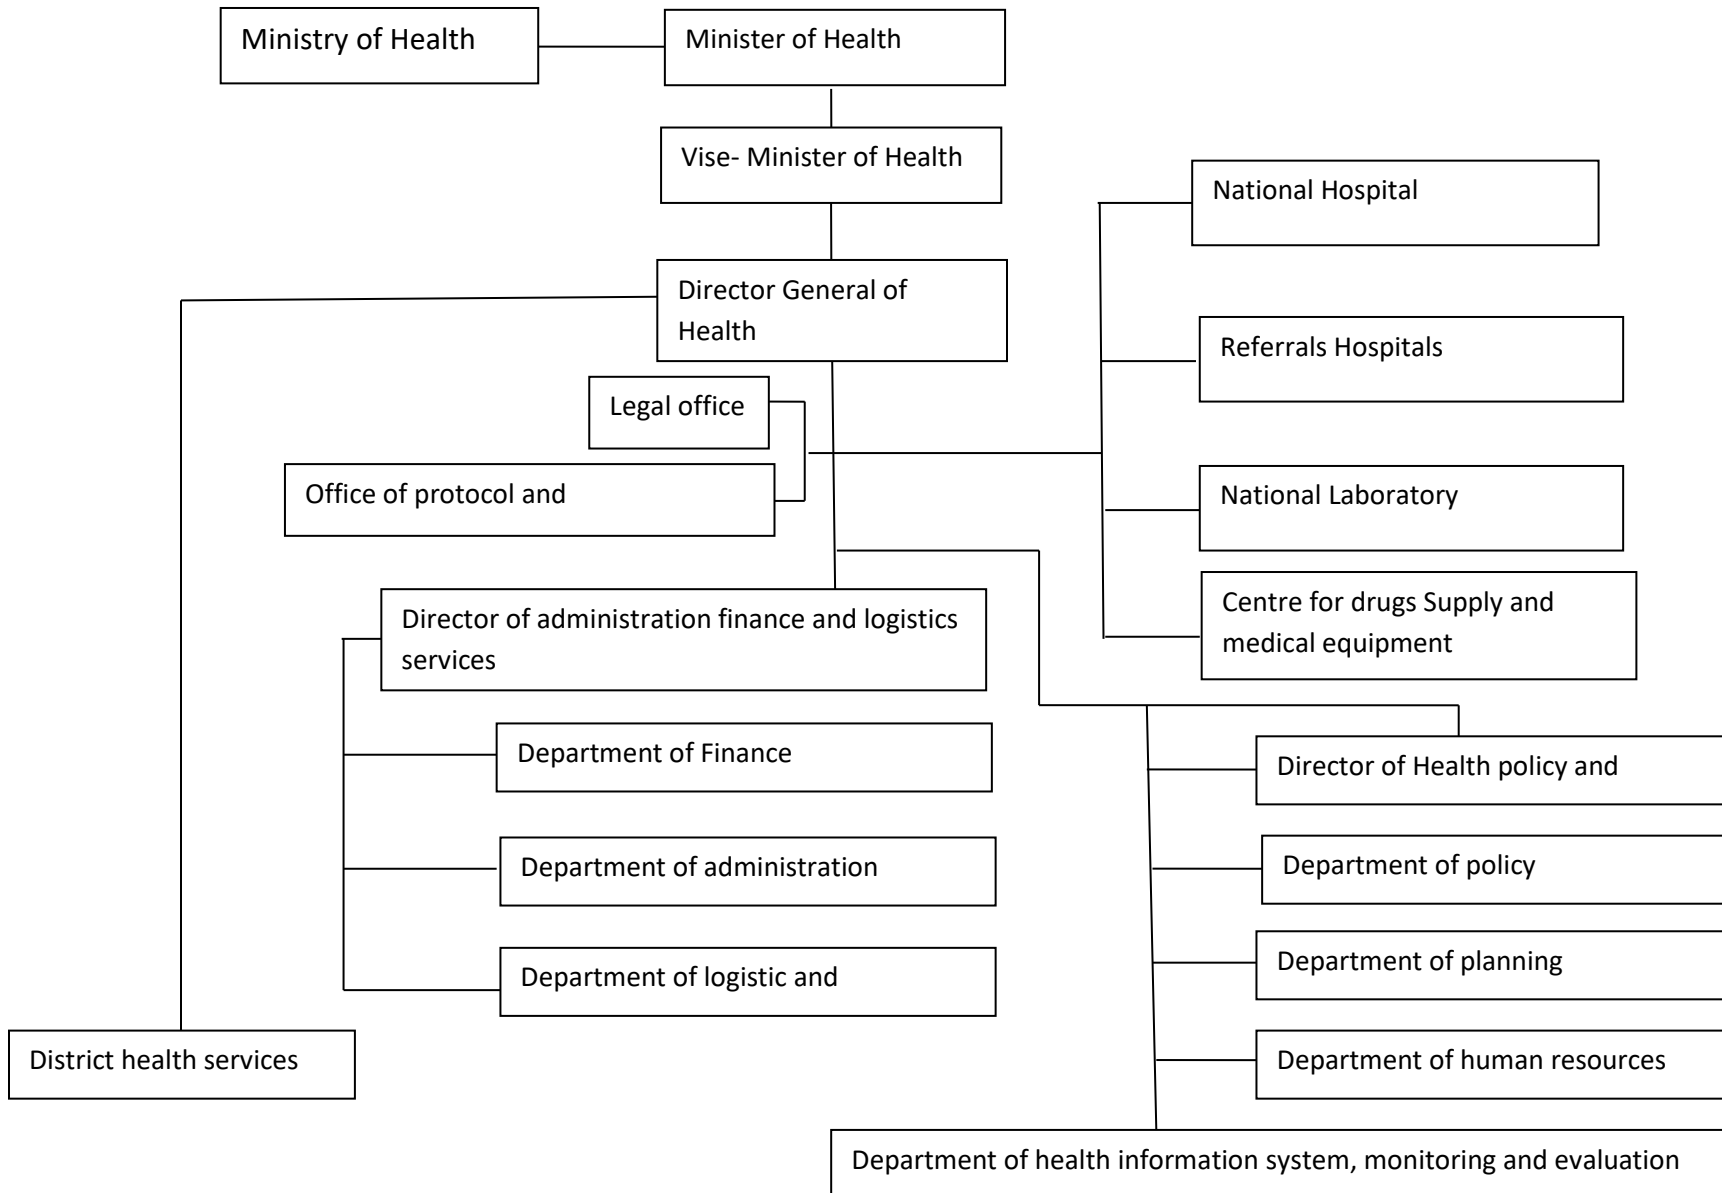 Ministry of Health
Minister of Health
Vise- Minister of Health
National Hospital
Director General of
Health
Referrals Hospitals
Legal office
Office of protocol and
National Laboratory
Centre for drugs Supply and
medical equipment
Director of administration finance and logistics
services
Department of Finance
Department of administration
Department of logistic and
Director of Health policy and
Department of policy
Department of planning
Department of human resources
District health services
Department of health information system, monitoring and evaluation